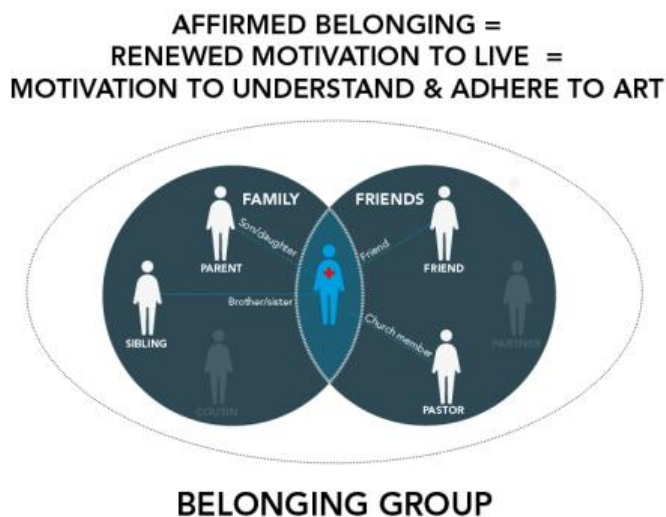 AFFIRMED BELONGING =
RENEWED MOTIVATION TO LIVE =
MOTIVATION TO UNDERSTAND & ADHERE TO ART
FAMILY
FRIENDS
Son/daughter
Friend
PARENT
FRIEND
Brother/sister
Church member
SIBLING
PARTNER
COUSIN
PASTOR
BELONGING GROUP